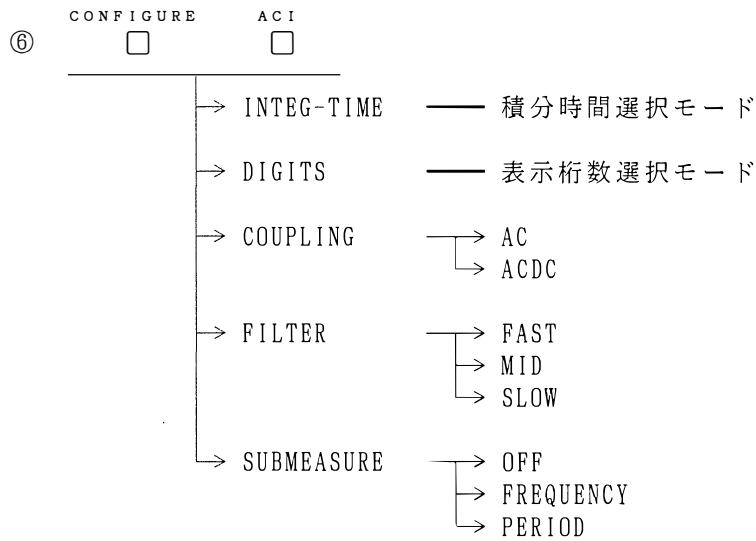 CONFIGURE ACI
⑥
INTEG-TIME 積分時間選択モード
DIGITS 表示桁数選択モード
COUPLING AC
ACDC
FILTER FAST
MID
SLOW
SUBMEASURE OFF
FREQUENCY
PERIOD